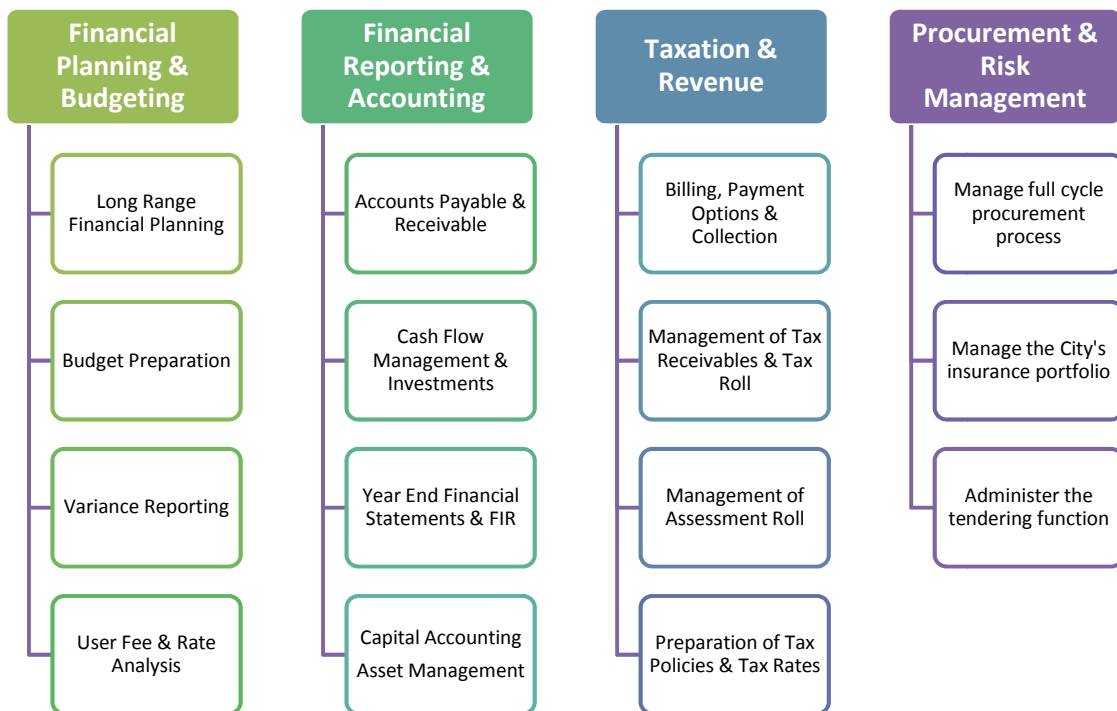 Financial
Planning &
Budgeting
Long Range
Financial Planning
Budget Preparation
Variance Reporting
User Fee & Rate
Analysis
Financial
Reporting &
Accounting
Accounts Payable &
Receivable
Cash Flow
Management &
Investments
Year End Financial
Statements & FIR
Capital Accounting
Asset Management
Taxation &
Revenue
Billing, Payment
Options &
Collection
Management of Tax
Receivables & Tax
Roll
Management of
Assessment Roll
Preparation of Tax
Policies & Tax Rates
Procurement &
Risk
Management
Manage full cycle
procurement
process
Manage the City's
insurance portfolio
Administer the
tendering function